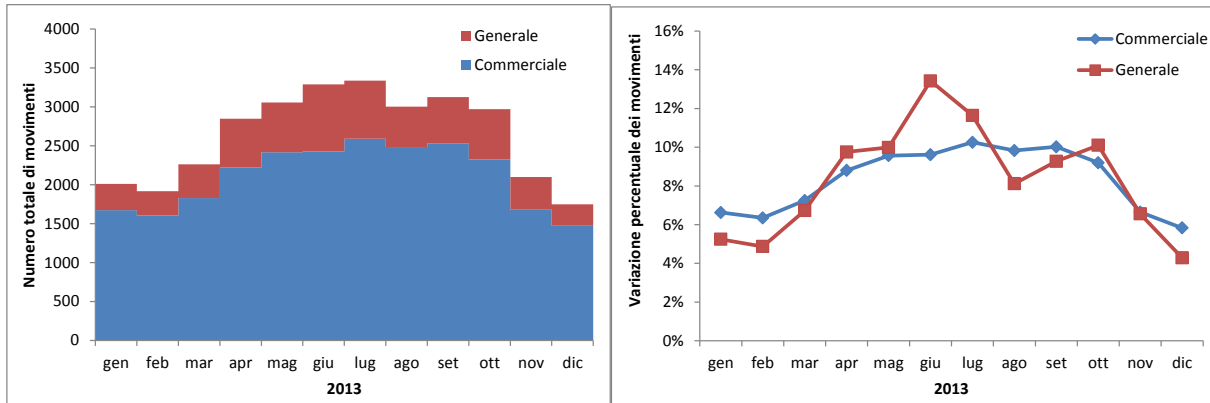 Numero totale di movimenti
4000
3500
3000
2500
2000
1500
1000
500
0
Generale
Commerciale
gen feb mar apr mag giu lug ago set ott nov dic
2013
Variazione percentuale dei movimenti
16%
14%
12%
10%
8%
6%
4%
2%
0%
Commerciale
Generale
gen feb mar apr mag giu lug ago set ott nov dic
2013